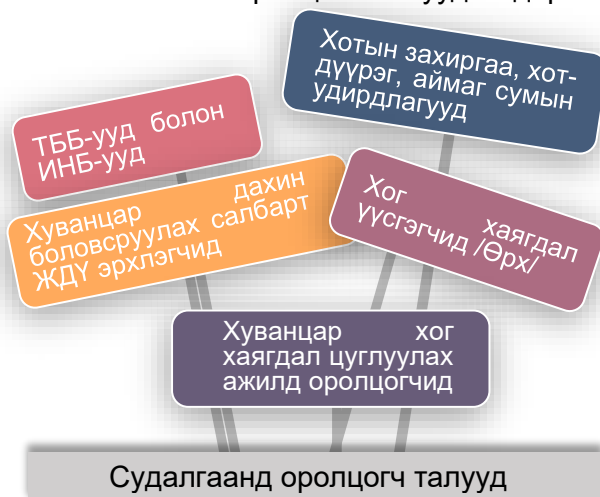 Хотын захиргаа, хот-
дүүрэг, аймаг сумын
удирдлагууд
ТББ-ууд болон
ИНБ-ууд
Хуванцар дахин
боловсруулах салбарт
ЖДҮ эрхлэгчид
Хог хаягдал
үүсгэгчид /Өрх/
Хуванцар хог
хаягдал цуглуулах
ажилд оролцогчид
Судалгаанд оролцогч талууд